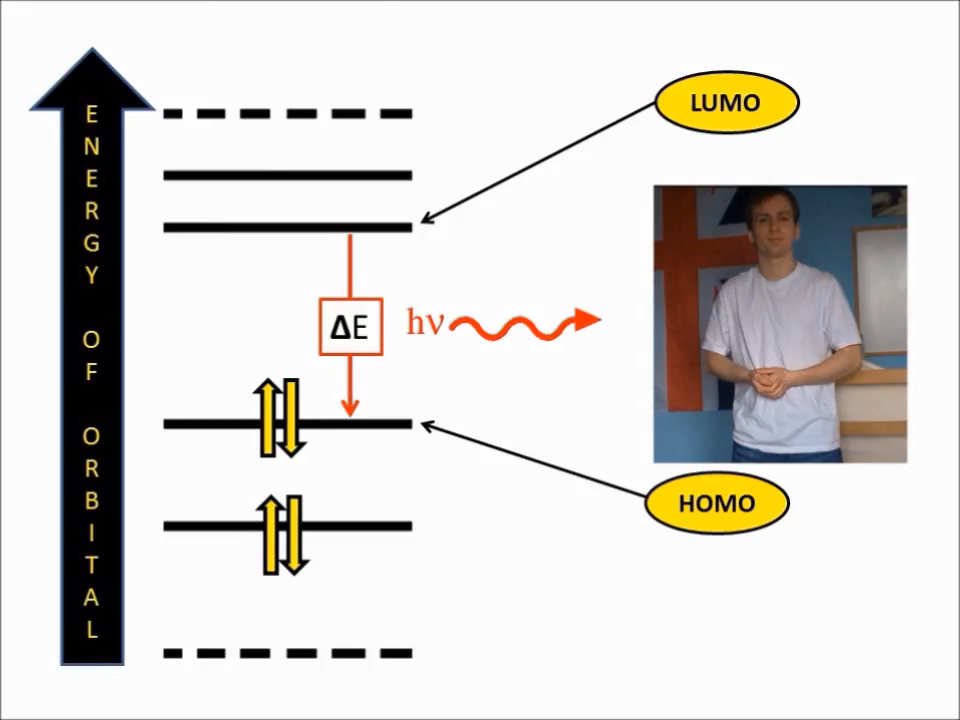 ENERGY OF ORBITAL
LUMO
ΔE
hν
HOMO